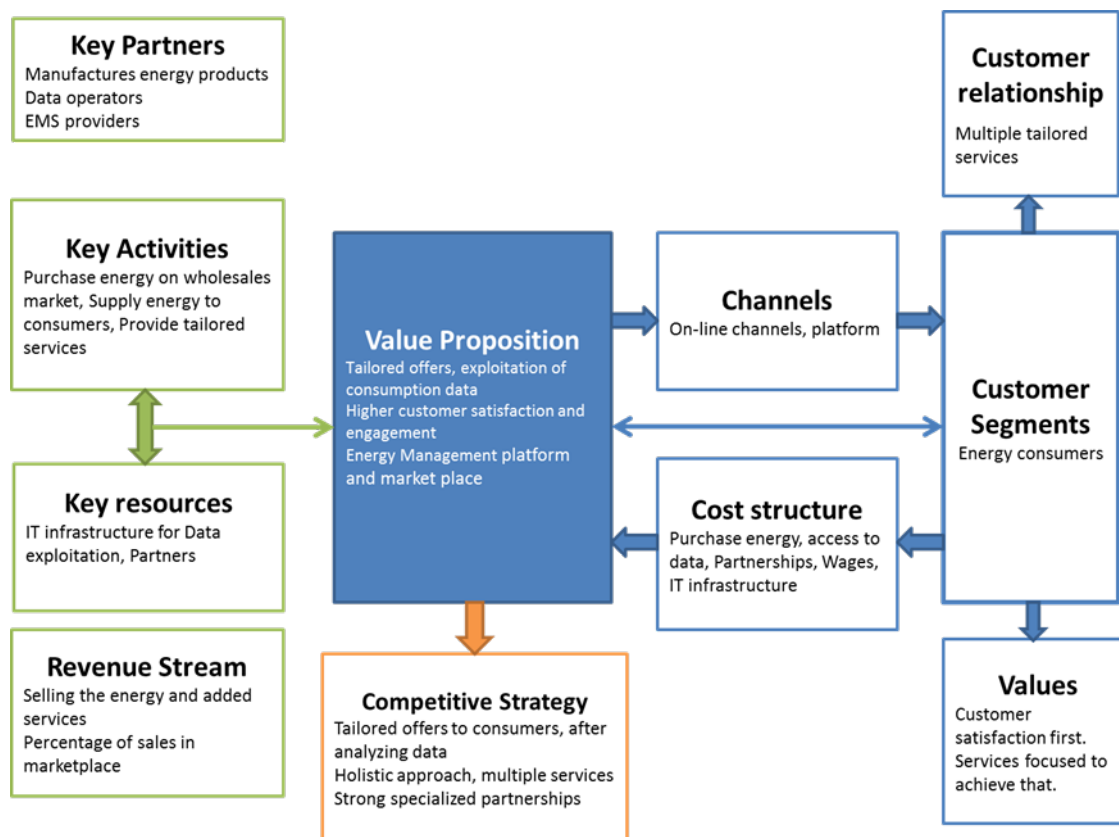 Key Partners
Manufactures energy products
Data operators
EMS providers
Customer
relationship
Multiple tailored
services
Key Activities
Purchase energy on wholesales
market, Supply energy to
consumers, Provide tailored
services
Value Proposition
Tailored offers, exploitation of
consumption data
Higher customer satisfaction and
engagement
Energy Management platform
and market place
Channels
On-line channels, platform
Customer
Segments
Energy consumers
Key resources
IT infrastructure for Data
exploitation, Partners
Cost structure
Purchase energy, access to
data, Partnerships, Wages,
IT infrastructure
Revenue Stream
Selling the energy and added
services
Percentage of sales in
marketplace
Competitive Strategy
Tailored offers to consumers, after
analyzing data
Holistic approach, multiple services
Strong specialized partnerships
Values
Customer
satisfaction first.
Services focused to
achieve that.